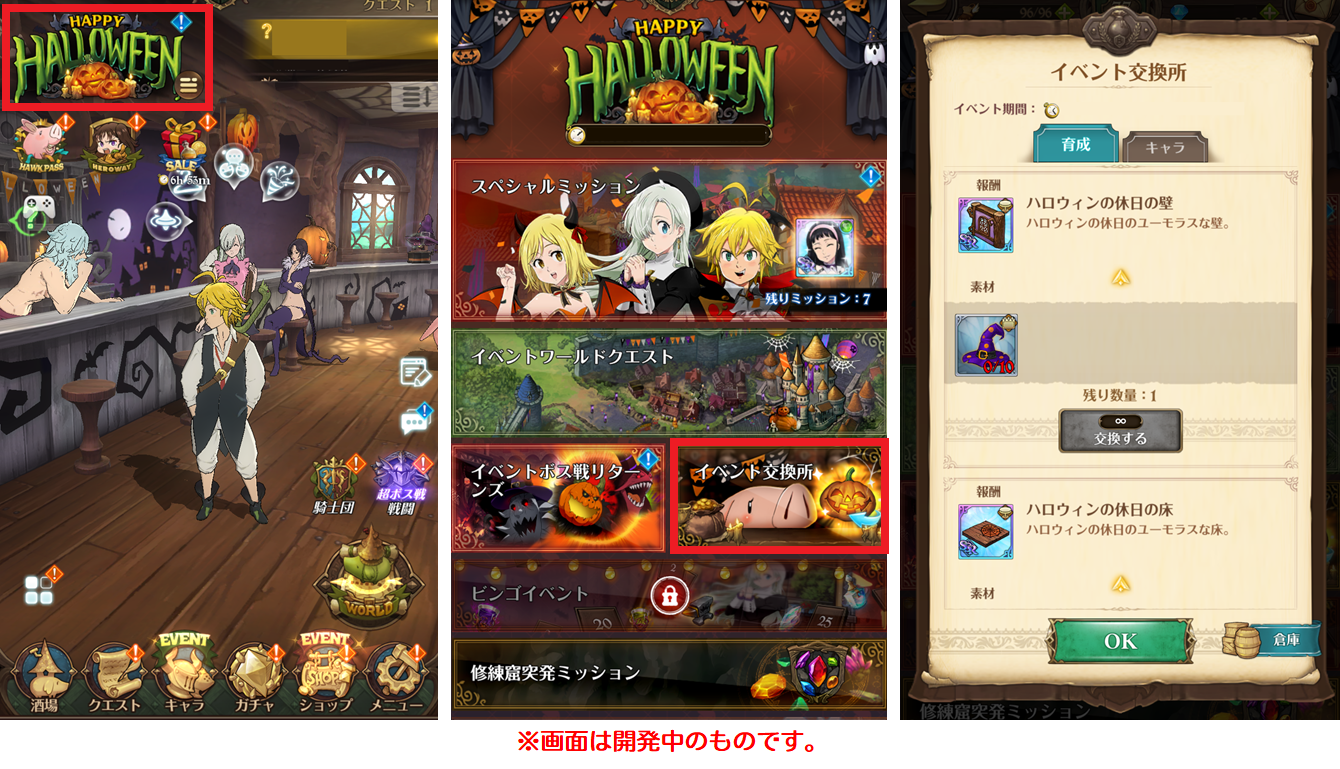 クエスト 1
HAPPY
HALLOWEEN
HAWK PASS
HERO WAY
SALE
6h 53m
騎士団
超ボス戦
戦闘
WORLD
EVENT
EVENT
SHOP
酒場
クエスト
キャラ
ガチャ
ショップ
メニュー
HAPPY
HALLOWEEN
スペシャルミッション
残りミッション：7
イベントワールドクエスト
イベントボス戦リター
ンズ
イベント交換所
ビンゴイベント
2
20
25
修練窟突発ミッション
96/96
イベント交換所
イベント期間：
育成
キャラ
報酬
ハロウィンの休日の壁
ハロウィンの休日のユーモラスな壁。
素材
0/10
残り数量：1
∞
交換する
報酬
ハロウィンの休日の床
ハロウィンの休日のユーモラスな床。
素材
OK
倉庫
修練窟突発ミッション
※画面は開発中のものです。